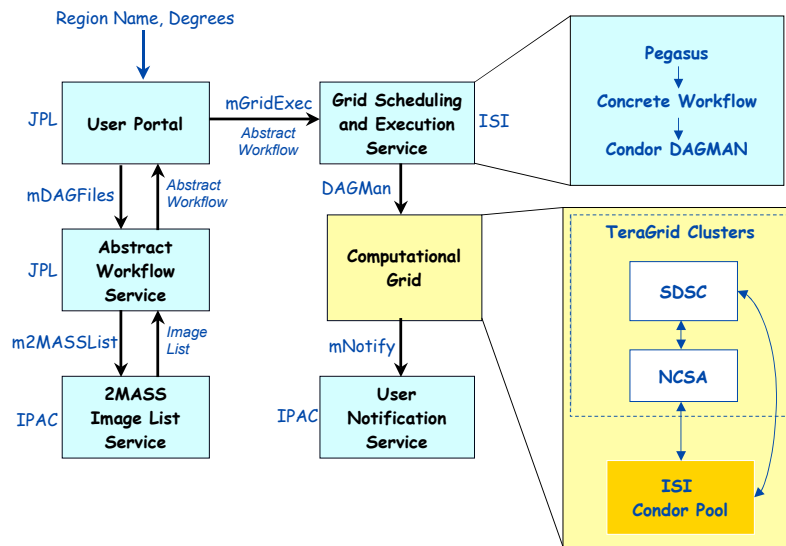 Region Name, Degrees
JPL
User Portal
mGridExec
Abstract
Workflow
Grid Scheduling
and Execution
Service
ISI
Pegasus
Concrete Workflow
Condor DAGMAN
mDAGFiles
Abstract
Workflow
DAGMan
JPL
Abstract
Workflow
Service
Computational
Grid
TeraGrid Clusters
SDSC
NCSA
m2MASSList
Image
List
mNotify
IPAC
2MASS
Image List
Service
IPAC
User
Notification
Service
ISI
Condor Pool